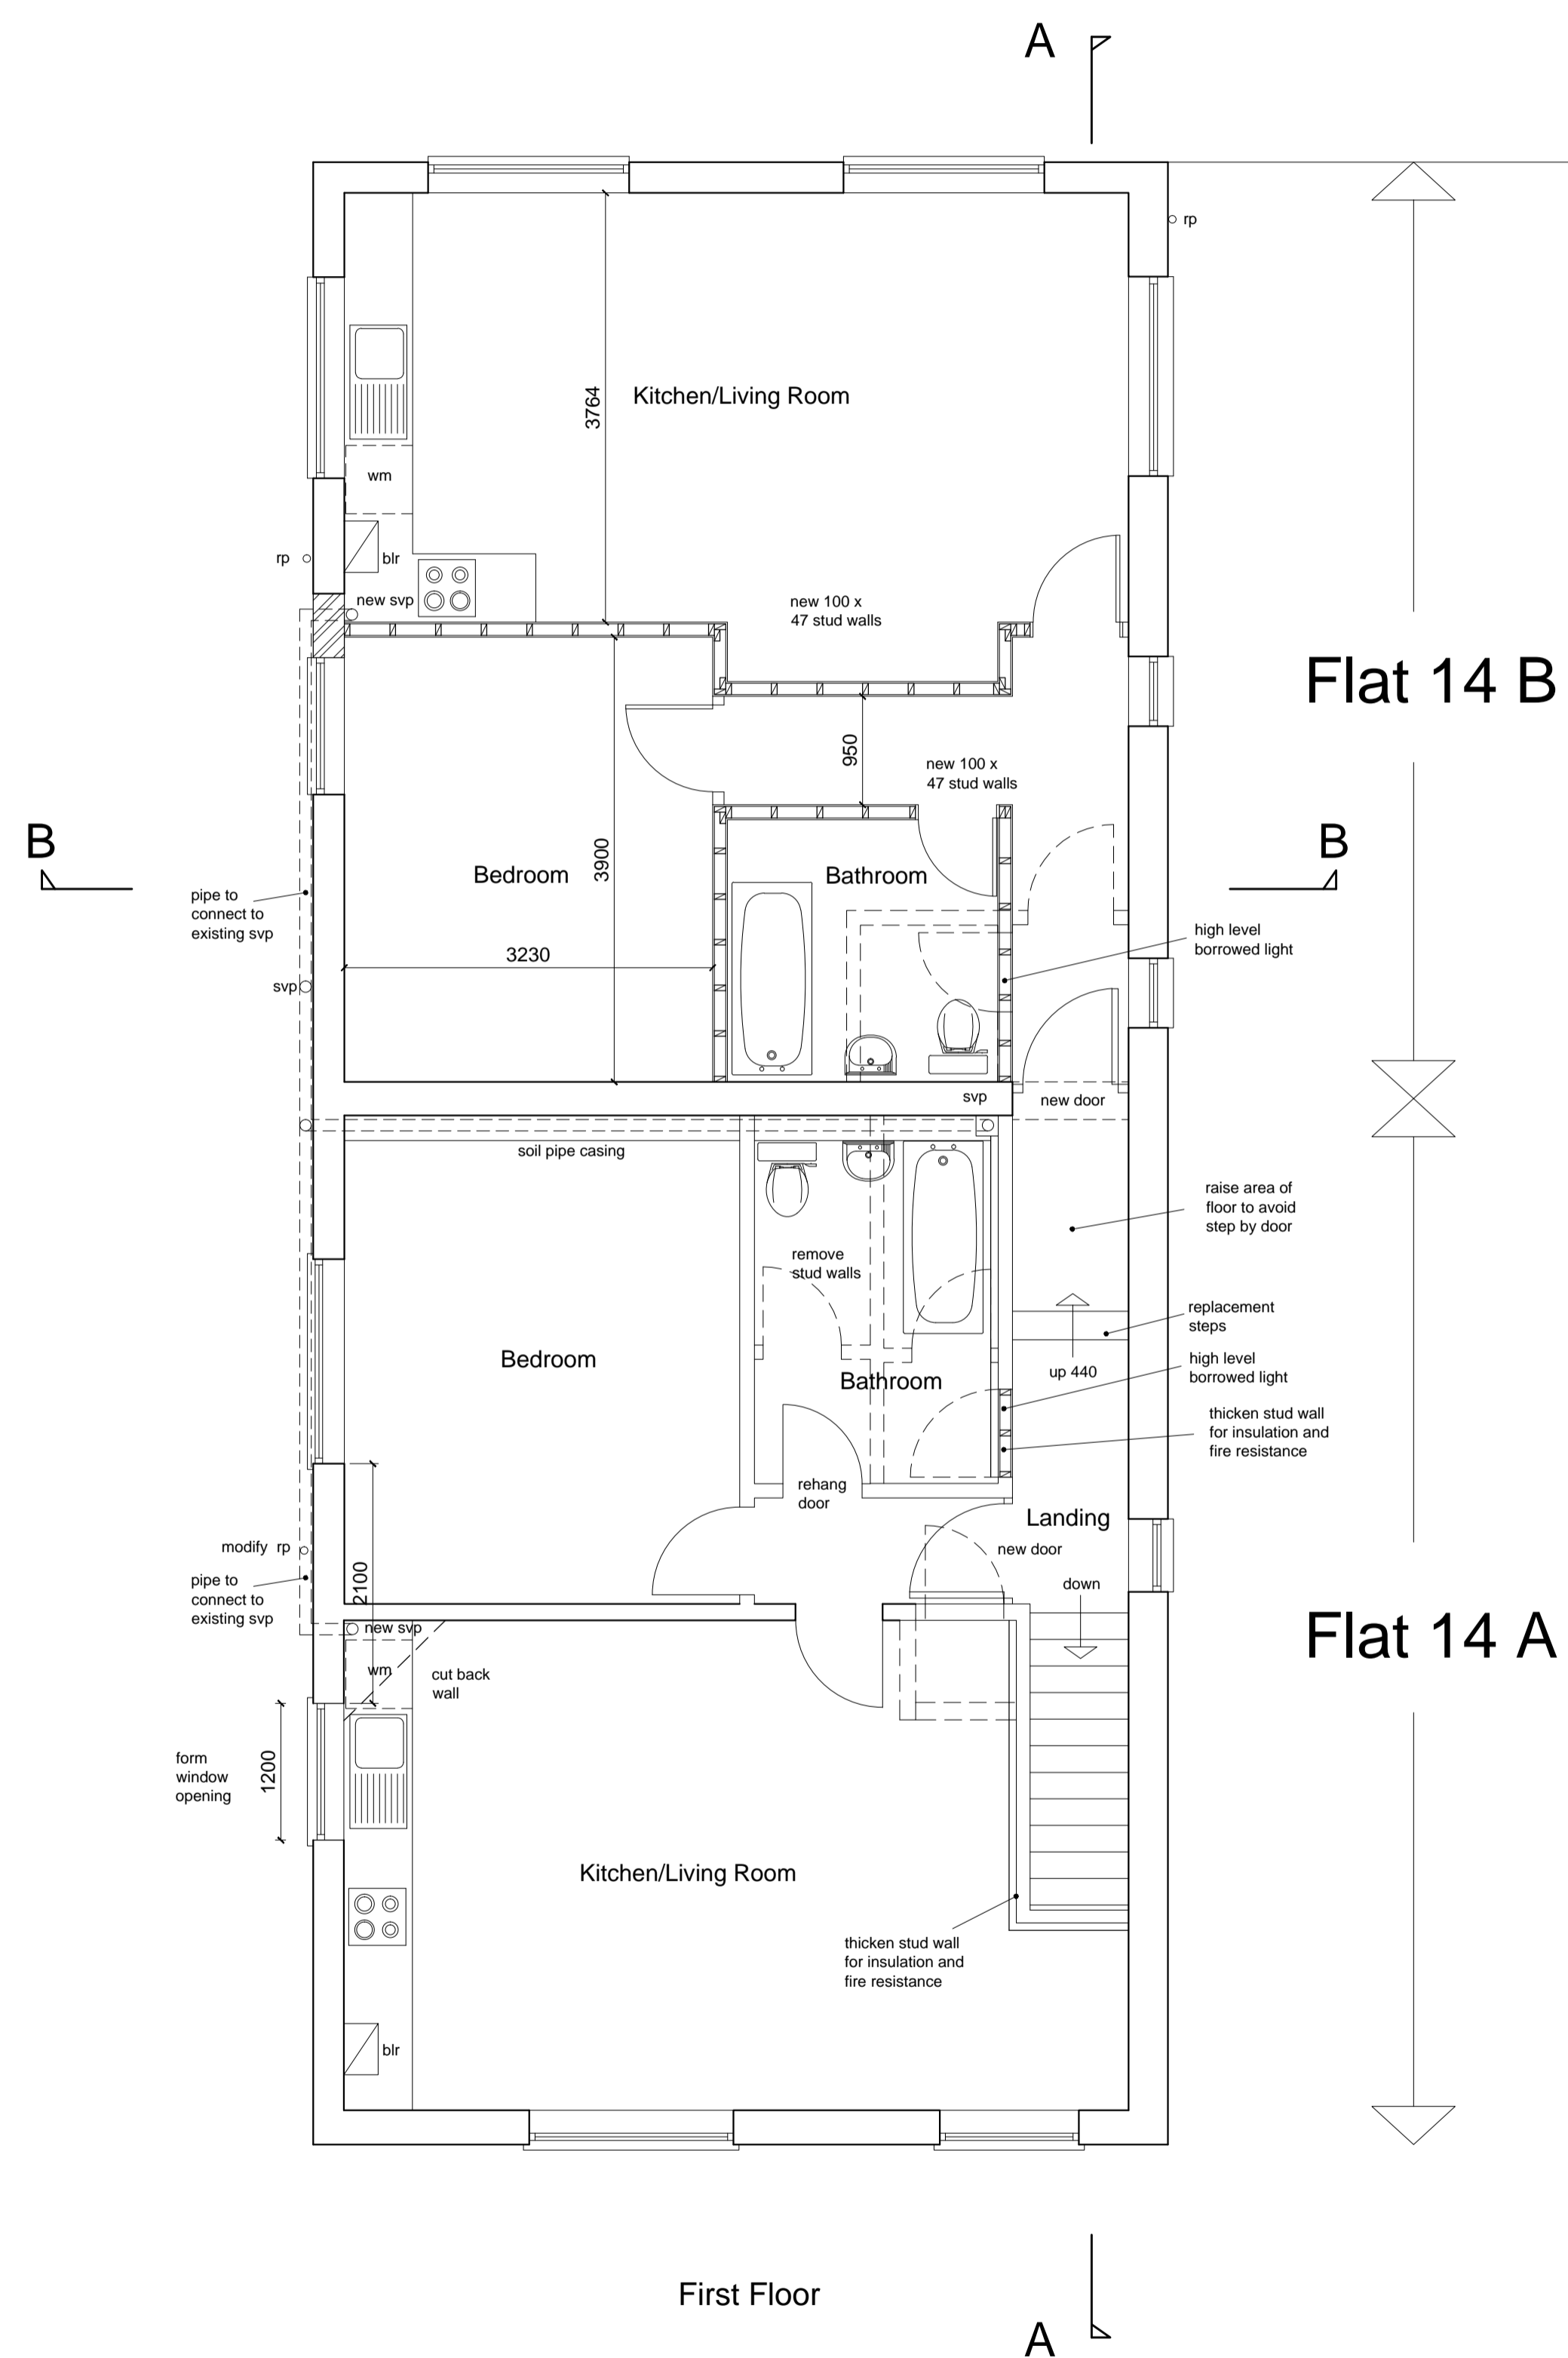 A
rp
3764
Kitchen/Living Room
wm
rp
blr
new svp
new 100 x
47 stud walls
Flat 14 B
950
new 100 x
47 stud walls
B
B
3900
Bedroom
Bathroom
pipe to
connect to
existing svp
high level
borrowed light
3230
svp
svp
new door
soil pipe casing
raise area of
floor to avoid
step by door
remove
stud walls
replacement
steps
up 440
high level
borrowed light
Bedroom
Bathroom
thicken stud wall
for insulation and
fire resistance
rehang
door
Landing
new door
modify rp
2100
pipe to
connect to
existing svp
down
new svp
Flat 14 A
wm
cut back
wall
form
window
opening
1200
Kitchen/Living Room
thicken stud wall
for insulation and
fire resistance
blr
First Floor
A